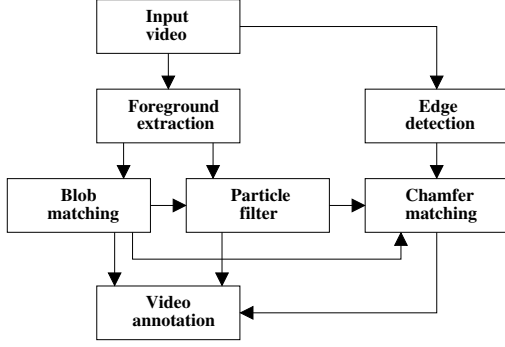 Input
video
Foreground
extraction
Edge
detection
Blob
matching
Particle
filter
Chamfer
matching
Video
annotation